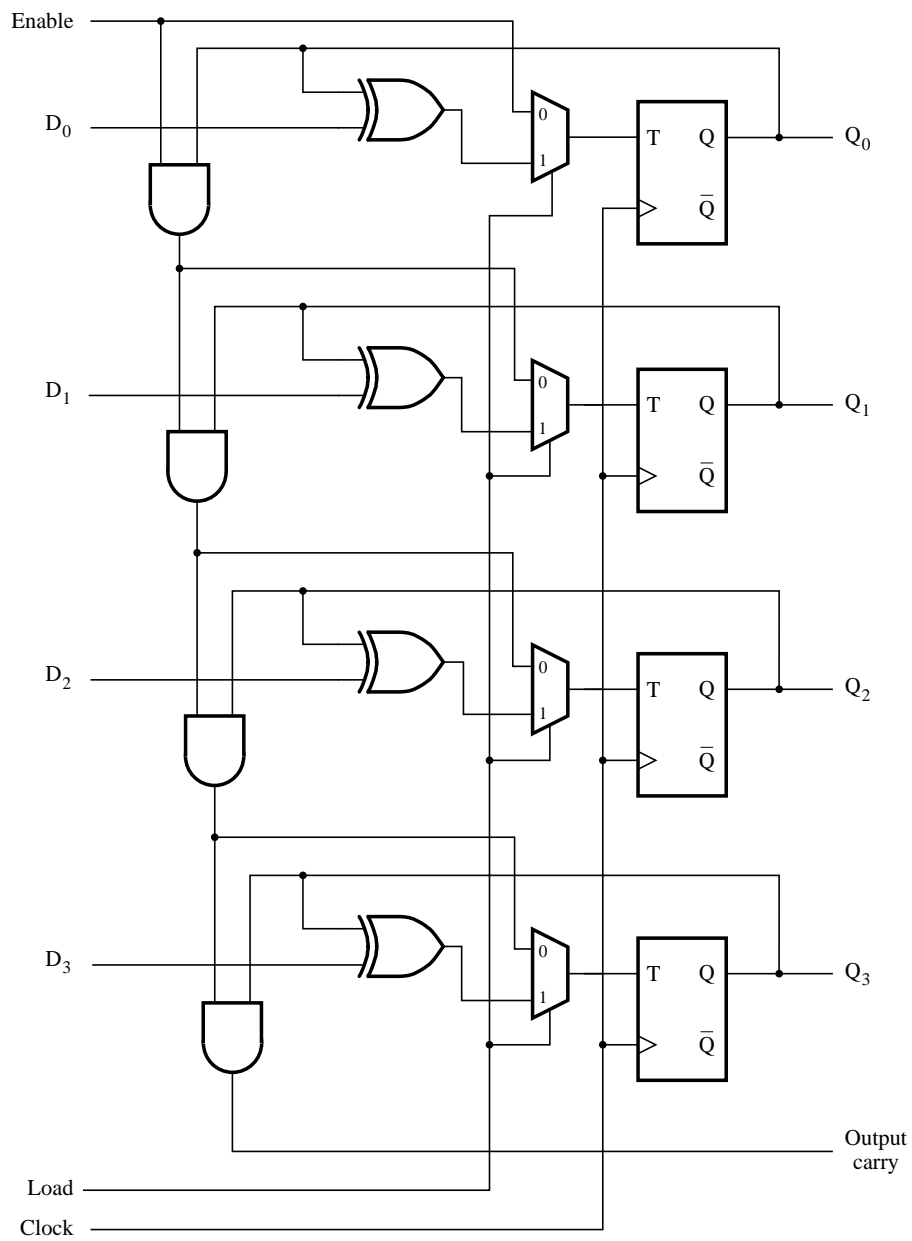 Enable
D0
0
1
T
Q
Q̅
Q0
D1
0
1
T
Q
Q̅
Q1
D2
0
1
T
Q
Q̅
Q2
D3
0
1
T
Q
Q̅
Q3
Output
carry
Load
Clock